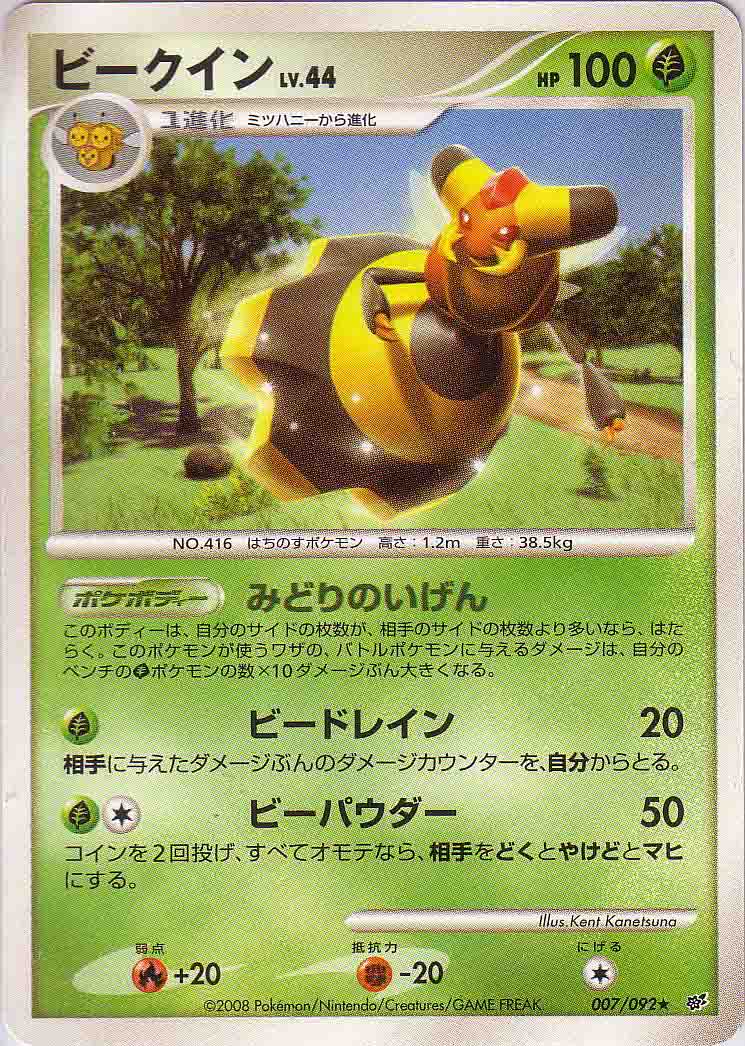 ビークイン LV.44 HP 100
1進化 ミツハニーから進化
NO.416 はちのすポケモン 高さ:1.2m 重さ:38.5kg
ポケボディー みどりのいげん
このボディーは、自分のサイドの枚数が、相手のサイドの枚数より多いなら、はた
らく。このポケモンが使うワザの、バトルポケモンに与えるダメージは、自分の
ベンチのポケモンの数×10ダメージぶん大きくなる。
ビードレイン 20
相手に与えたダメージぶんのダメージカウンターを、自分からとる。
ビーパウダー 50
コインを2回投げ、すべてオモテなら、相手をどくとやけどとマヒ
にする。
Illus.Kent Kanetsuna
弱点 抵抗力 にげる
+20 -20
©2008 Pokémon/Nintendo/Creatures/GAME FREAK 007/092★